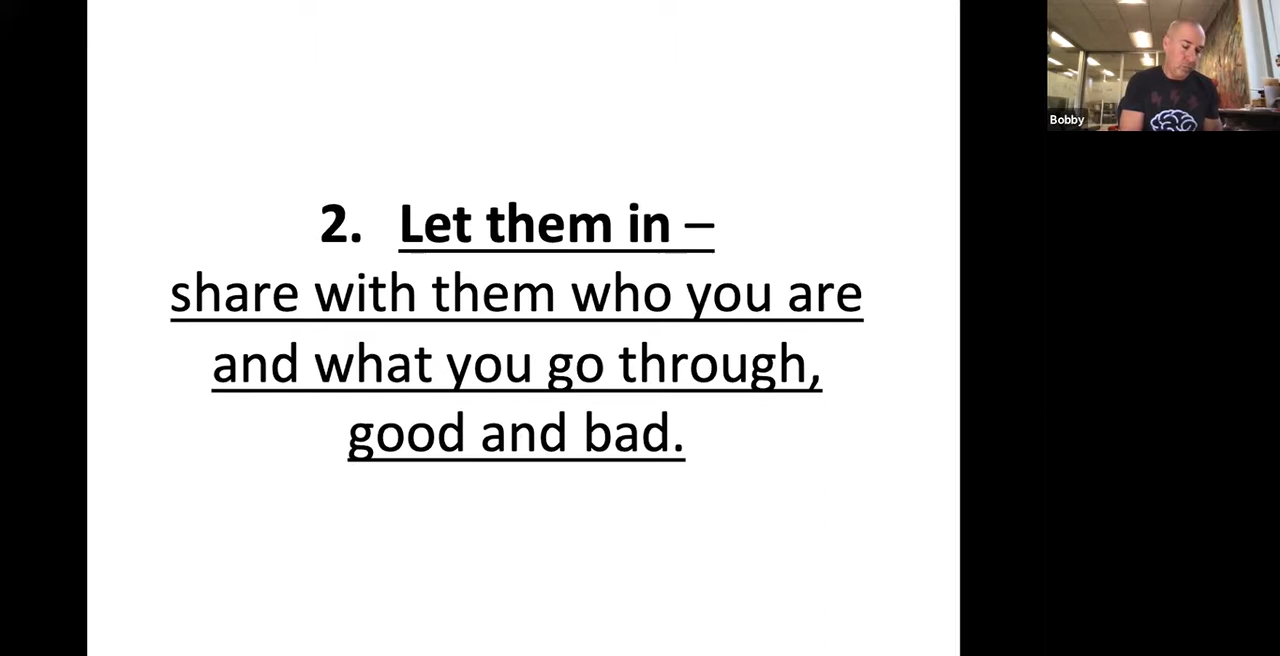 2. Let them in –
share with them who you are
and what you go through,
good and bad.
Bobby